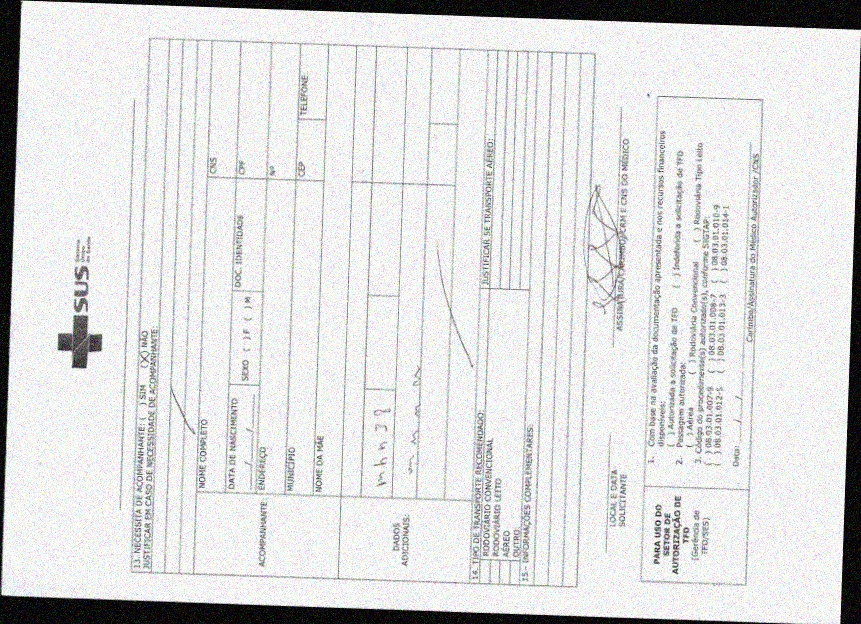 SUS
Sistema
Único
de Saúde
13. NECESSITA DE ACOMPANHANTE: ( ) SIM (X) NÃO
JUSTIFICAR EM CASO DE NECESSIDADE DE ACOMPANHANTE
ACOMPANHANTE:
NOME COMPLETO
CNS
DATA DE NASCIMENTO
/ /
SEXO ( ) F ( ) M
DOC. IDENTIDADE
CPF
ENDEREÇO
Nº
MUNICÍPIO
CEP
TELEFONE
NOME DA MÃE
DADOS
ADICIONAIS:
14. TIPO DE TRANSPORTE RECOMENDADO:
RODOVIÁRIO CONVENCIONAL
JUSTIFICAR SE TRANSPORTE AÉREO:
RODOVIÁRIO LEITO
AÉREO
OUTRO:
15.- INFORMAÇÕES COMPLEMENTARES:
LOCAL E DATA
SOLICITANTE
ASSINATURA/CARIMBO/CRM E CNS DO MÉDICO
PARA USO DO
SETOR DE
AUTORIZAÇÃO DE
TFD
(Gerência de
TFD/SES)
1. Com base na avaliação da documentação apresentada e nos recursos financeiros
disponíveis:
( ) Autorizada a solicitação de TFD ( ) Indeferida a solicitação de TFD
2. Passagem autorizada:
( ) Aérea ( ) Rodoviária Convencional ( ) Rodoviária Tipo Leito
3. Código do procedimento(s) autorizado(s), conforme SIGTAP:
( ) 08.03.01.007-9 ( ) 08.03.01.008-7 ( ) 08.03.01.010-9
( ) 08.03.01.012-5 ( ) 08.03.01.013-3 ( ) 08.03.01.014-1
Data: / /
Carimbo/Assinatura do Médico Autorizador /CNS